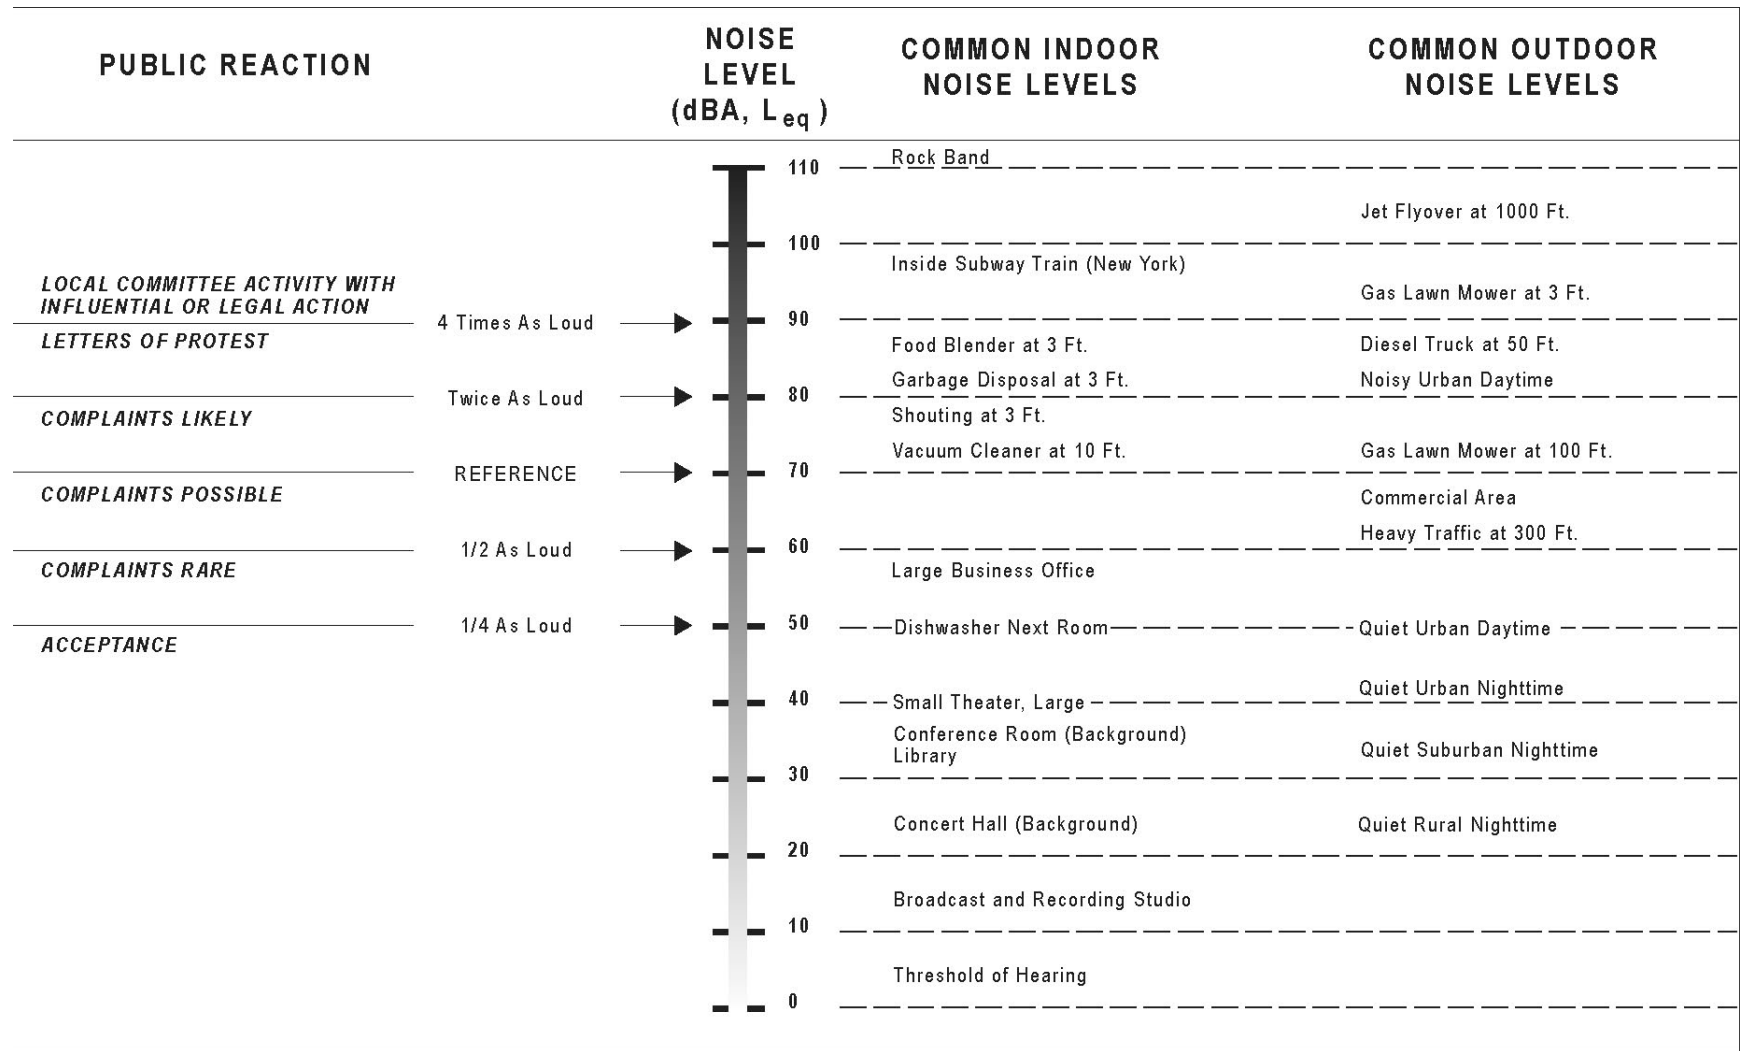 PUBLIC REACTION
NOISE
LEVEL
(dBA, Leq )
COMMON INDOOR
NOISE LEVELS
COMMON OUTDOOR
NOISE LEVELS
110
Rock Band
Jet Flyover at 1000 Ft.
100
Inside Subway Train (New York)
LOCAL COMMITTEE ACTIVITY WITH
INFLUENTIAL OR LEGAL ACTION
Gas Lawn Mower at 3 Ft.
4 Times As Loud
90
LETTERS OF PROTEST
Food Blender at 3 Ft.
Diesel Truck at 50 Ft.
Garbage Disposal at 3 Ft.
Noisy Urban Daytime
Twice As Loud
80
COMPLAINTS LIKELY
Shouting at 3 Ft.
Vacuum Cleaner at 10 Ft.
Gas Lawn Mower at 100 Ft.
REFERENCE
70
COMPLAINTS POSSIBLE
Commercial Area
Heavy Traffic at 300 Ft.
1/2 As Loud
60
COMPLAINTS RARE
Large Business Office
1/4 As Loud
50
Dishwasher Next Room
Quiet Urban Daytime
ACCEPTANCE
Quiet Urban Nighttime
40
Small Theater, Large
Conference Room (Background)
Library
Quiet Suburban Nighttime
30
Concert Hall (Background)
Quiet Rural Nighttime
20
Broadcast and Recording Studio
10
Threshold of Hearing
0